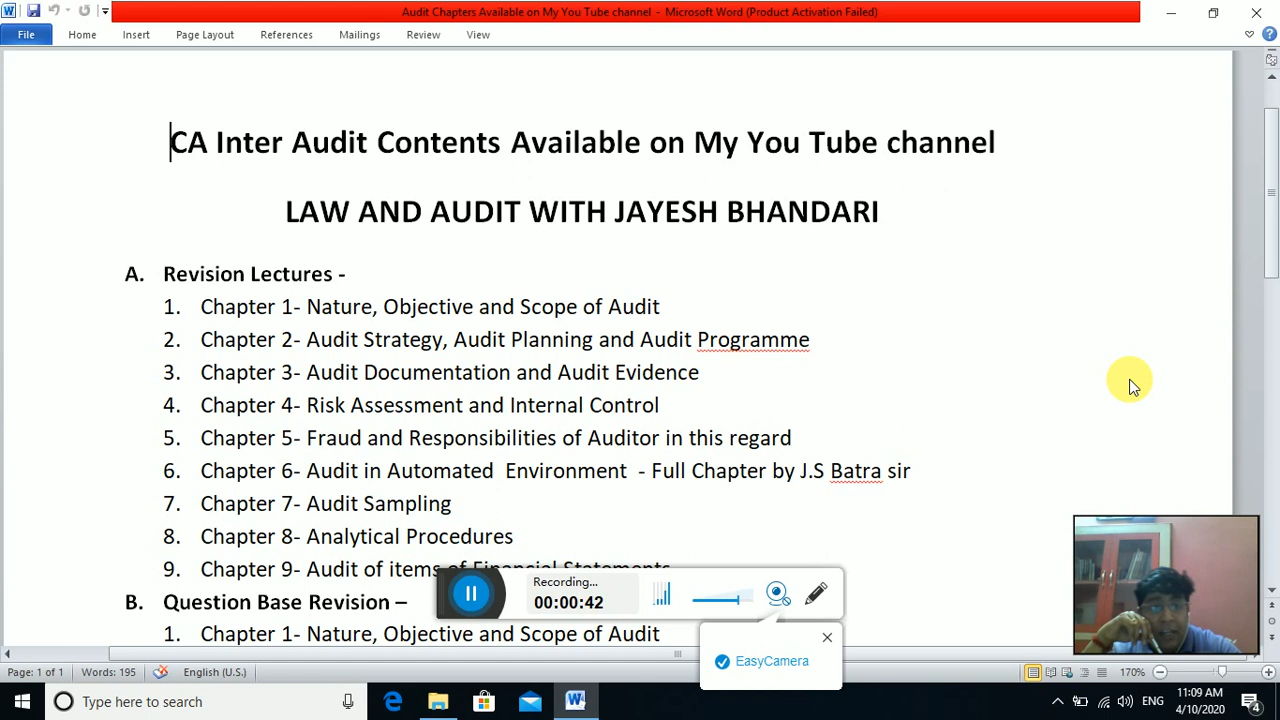 Audit Chapters Available on My You Tube channel - Microsoft Word (Product Activation Failed)
File Home Insert Page Layout References Mailings Review View
CA Inter Audit Contents Available on My You Tube channel
LAW AND AUDIT WITH JAYESH BHANDARI
A. Revision Lectures -
1. Chapter 1- Nature, Objective and Scope of Audit
2. Chapter 2- Audit Strategy, Audit Planning and Audit Programme
3. Chapter 3- Audit Documentation and Audit Evidence
4. Chapter 4- Risk Assessment and Internal Control
5. Chapter 5- Fraud and Responsibilities of Auditor in this regard
6. Chapter 6- Audit in Automated Environment - Full Chapter by J.S Batra sir
7. Chapter 7- Audit Sampling
8. Chapter 8- Analytical Procedures
9. Chapter 9- Audit of items of Financial Statements
B. Question Base Revision –
1. Chapter 1- Nature, Objective and Scope of Audit
Recording...
00:00:42
EasyCamera
Page: 1 of 1 Words: 195 English (U.S.) 170%
Type here to search
ENG
11:09 AM
4/10/2020
4